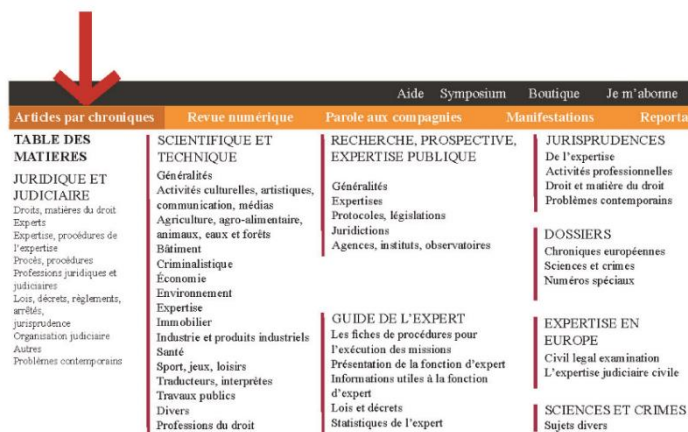 Aide Symposium Boutique Je m'abonne
Articles par chroniques Revue numérique Parole aux compagnies Manifestations Reporta
TABLE DES
MATIERES
JURIDIQUE ET
JUDICIAIRE
Droits, matières du droit
Experts
Expertise, procédures de
l'expertise
Procès, procédures
Professions juridiques et
judiciaires
Lois, décrets, règlements,
arrêtés,
jurisprudence
Organisation judiciaire
Autres
Problèmes contemporains
SCIENTIFIQUE ET
TECHNIQUE
Généralités
Activités culturelles, artistiques,
communication, médias
Agriculture, agro-alimentaire,
animaux, eaux et forêts
Bâtiment
Criminalistique
Économie
Environnement
Expertise
Immobilier
Industrie et produits industriels
Santé
Sport, jeux, loisirs
Traducteurs, interprètes
Travaux publics
Divers
Professions du droit
RECHERCHE, PROSPECTIVE,
EXPERTISE PUBLIQUE
Généralités
Expertises
Protocoles, législations
Juridictions
Agences, instituts, observatoires
GUIDE DE L'EXPERT
Les fiches de procédures pour
l'exécution des missions
Présentation de la fonction d'expert
Informations utiles à la fonction
d'expert
Lois et décrets
Statistiques de l'expert
JURISPRUDENCES
De l'expertise
Activités professionnelles
Droit et matière du droit
Problèmes contemporains
DOSSIERS
Chroniques européennes
Sciences et crimes
Numéros spéciaux
EXPERTISE EN
EUROPE
Civil legal examination
L'expertise judiciaire civile
SCIENCES ET CRIMES
Sujets divers